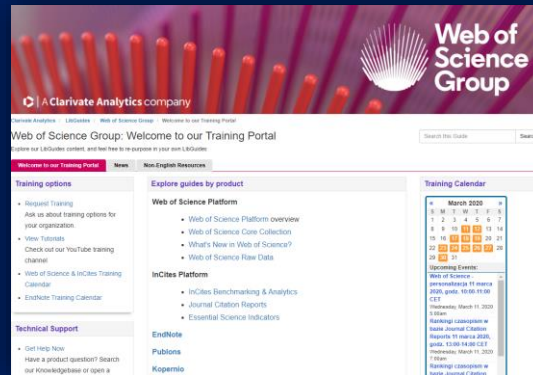 Web of
Science
Group
A Clarivate Analytics company
Clarivate Analytics / LibGuides / Web of Science Group / Welcome to our Training Portal
Web of Science Group: Welcome to our Training Portal
Explore our LibGuides content, and feel free to re-purpose in your own LibGuides
Search this Guide
Search
Welcome to our Training Portal
News
Non-English Resources
Training options
Request Training
Ask us about training options for
your organization.
View Tutorials
Check out our YouTube training
channel
Web of Science & InCites Training
Calendar
EndNote Training Calendar
Technical Support
Get Help Now
Have a product question? Search
our Knowledgebase or open a
Explore guides by product
Web of Science Platform
Web of Science Platform overview
Web of Science Core Collection
What's New in Web of Science?
Web of Science Raw Data
InCites Platform
InCites Benchmarking & Analytics
Journal Citation Reports
Essential Science Indicators
EndNote
Publons
Kopernio
Training Calendar
« March 2020 »
S M T W T F S
1 2 3 4 5 6 7
8 9 10 11 12 13 14
15 16 17 18 19 20 21
22 23 24 25 26 27 28
29 30 31
Upcoming Events:
Web of Science -
personalizacja 11 marca
2020, godz. 10:00-11:00
CET
Wednesday, March 11, 2020
Rankingi czasopism w
bazie Journal Citation
Reports 11 marca 2020,
godz. 13:00-14:00 CET
Wednesday, March 11, 2020
Rankingi czasopism w
bazie Journal Citation